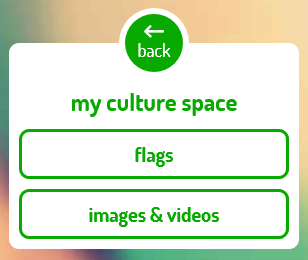 back
my culture space
flags
images & videos